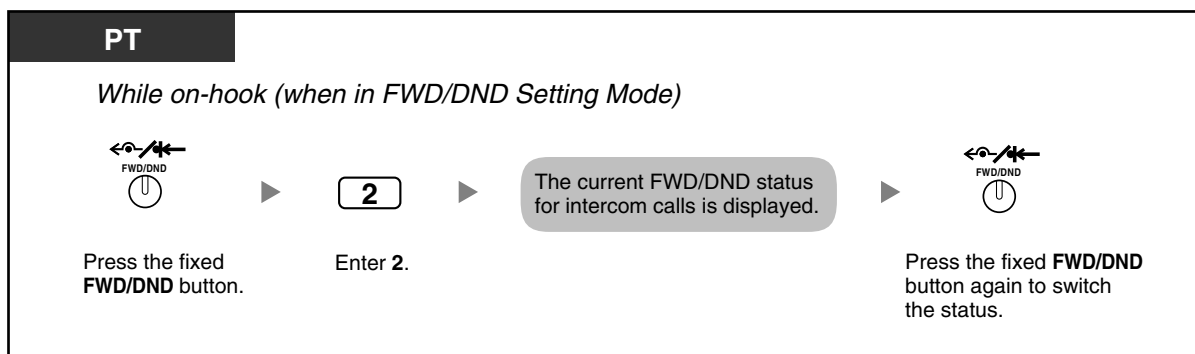 PT
While on-hook (when in FWD/DND Setting Mode)
FWD/DND
Press the fixed
FWD/DND button.
2
Enter 2.
The current FWD/DND status
for intercom calls is displayed.
FWD/DND
Press the fixed FWD/DND
button again to switch
the status.